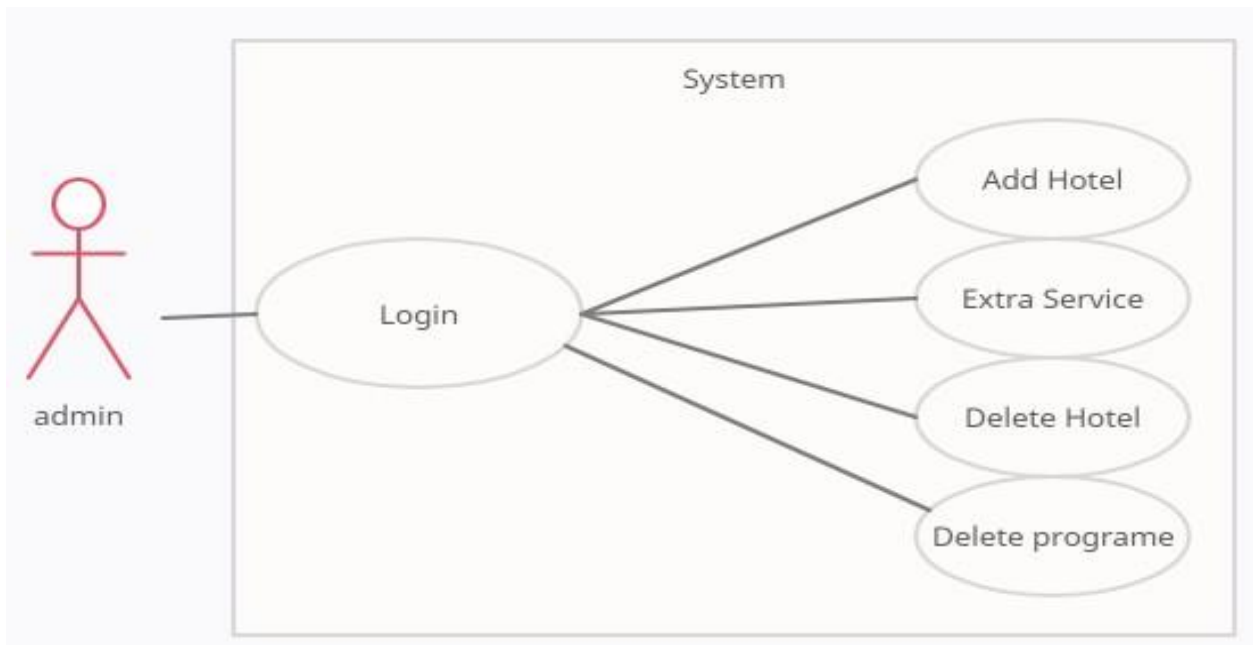 System
Add Hotel
Extra Service
Login
Delete Hotel
admin
Delete programe